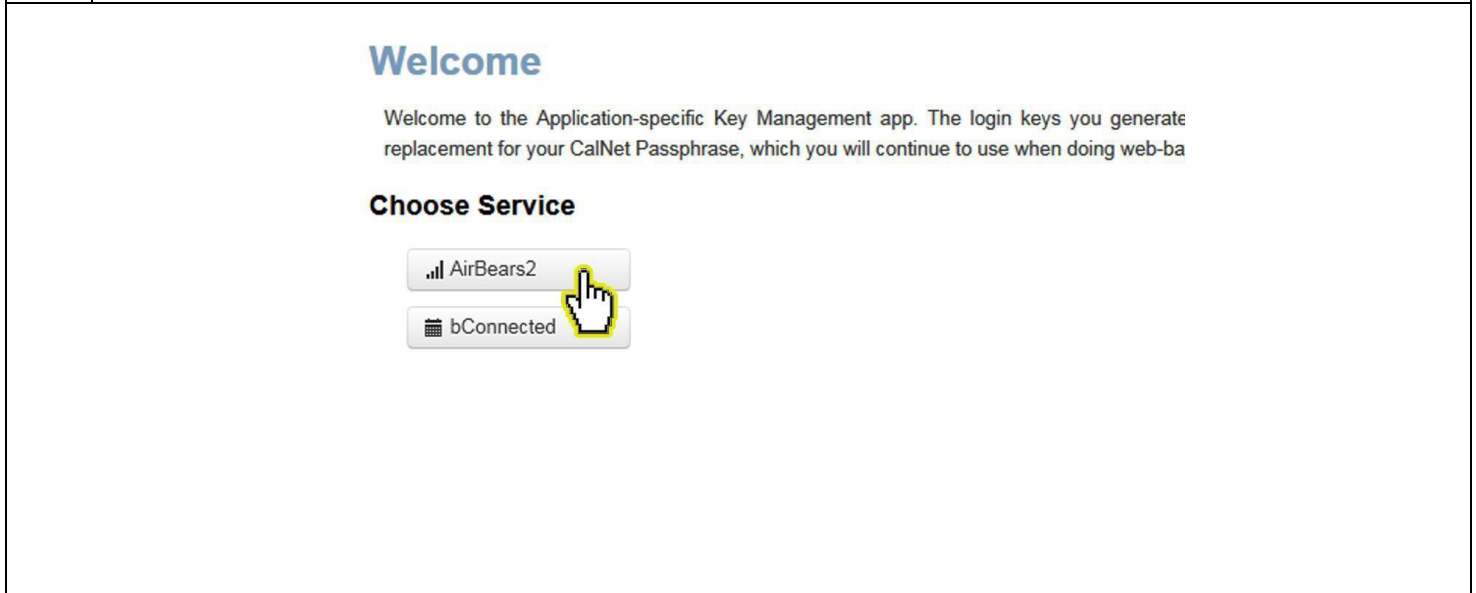 Welcome
Welcome to the Application-specific Key Management app. The login keys you generate
replacement for your CalNet Passphrase, which you will continue to use when doing web-ba
Choose Service
AirBears2
bConnected